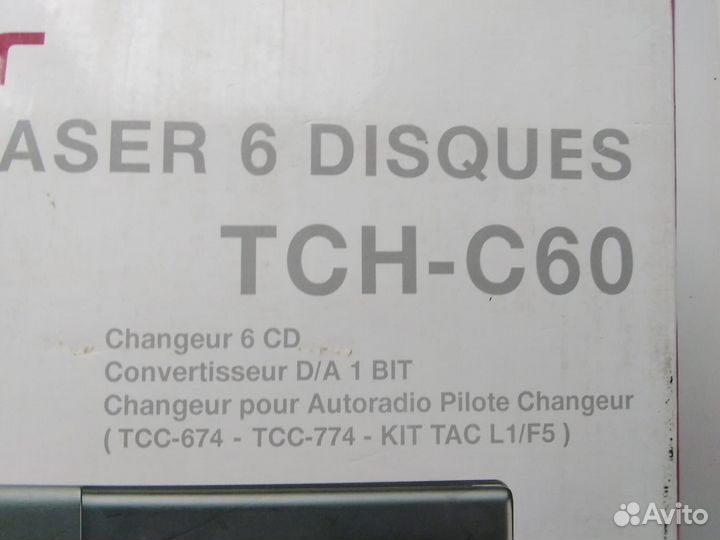 ASER 6 DISQUES
TCH-C60
Changeur 6 CD
Convertisseur D/A 1 BIT
Changeur pour Autoradio Pilote Changeur
( TCC-674 - TCC-774 - KIT TAC L1/F5 )
Avito